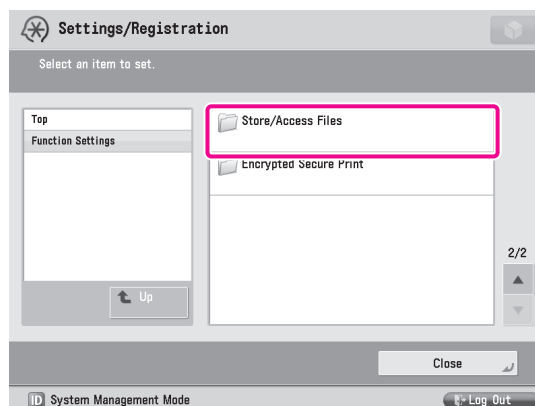 Settings/Registration
Select an item to set.
Top
Function Settings
Store/Access Files
Encrypted Secure Print
2/2
Up
Close
ID System Management Mode
Log Out